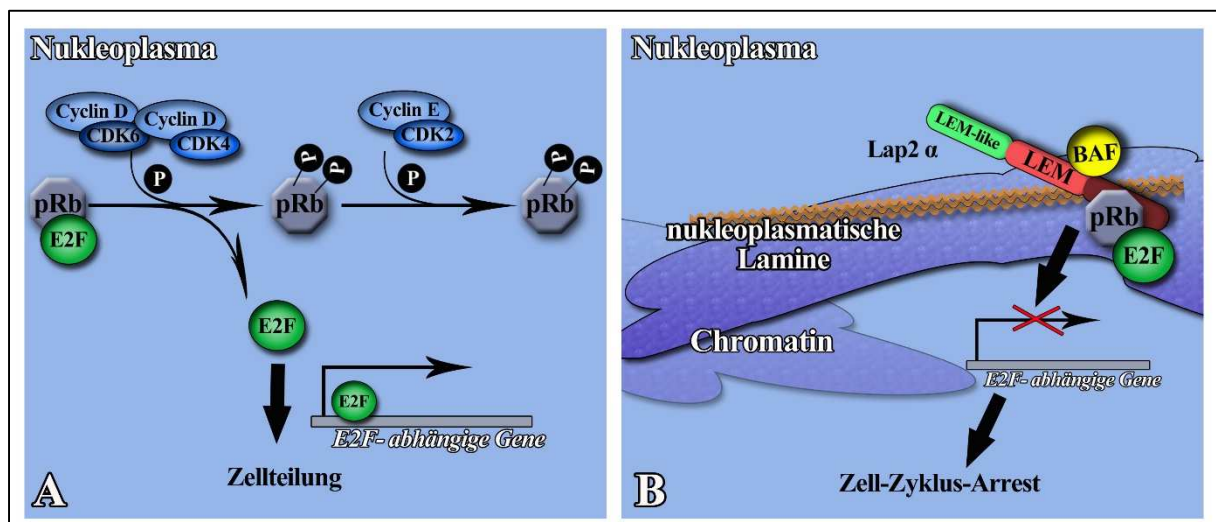 Nukleoplasma
Cyclin D
CDK6
Cyclin D
CDK4
Cyclin E
CDK2
P
P
pRb
E2F
P
P
pRb
P
P
pRb
E2F
E2F
E2F- abhängige Gene
Zellteilung
A
Nukleoplasma
LEM-like
Lap2 α
LEM
BAF
pRb
E2F
nukleoplasmatische
Lamine
Chromatin
E2F- abhängige Gene
Zell-Zyklus-Arrest
B